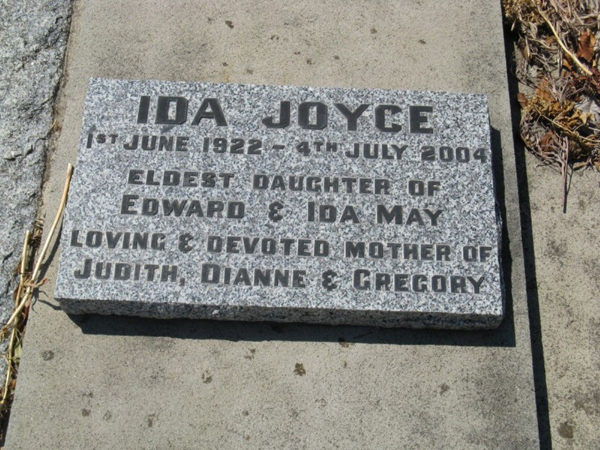 IDA JOYCE
1ST JUNE 1922 - 4TH JULY 2004
ELDEST DAUGHTER OF
EDWARD & IDA MAY
LOVING & DEVOTED MOTHER OF
JUDITH, DIANNE & GREGORY